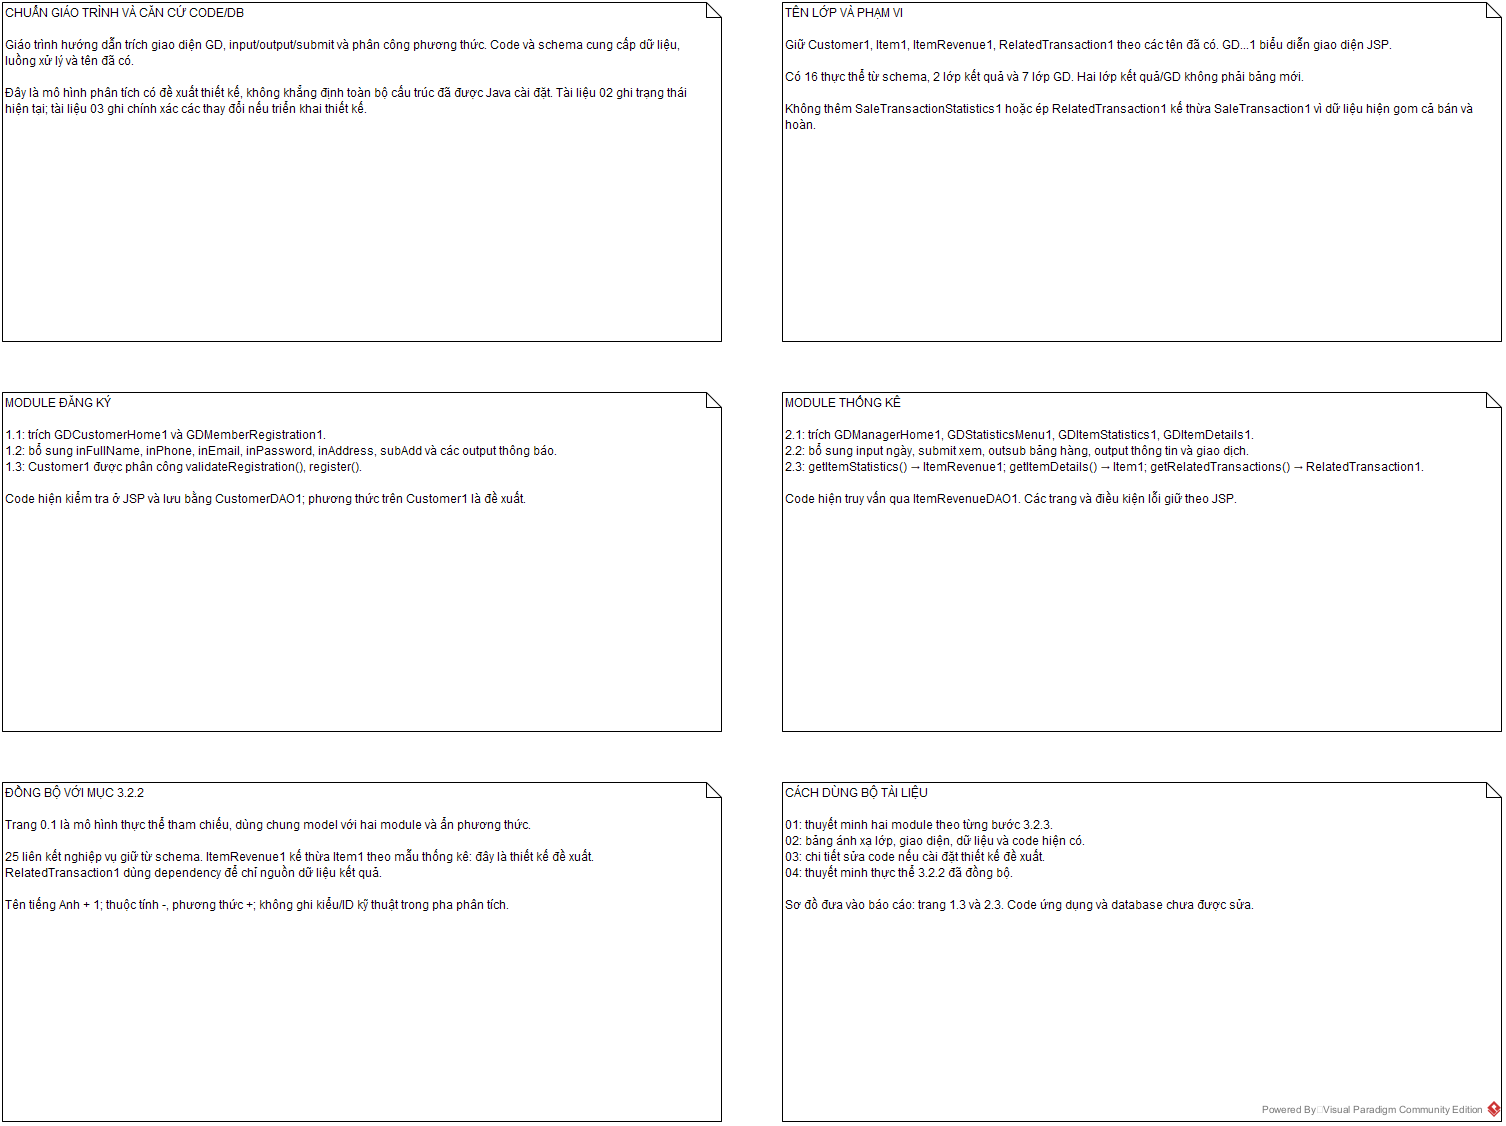 CHUẨN GIÁO TRÌNH VÀ CĂN CỨ CODE/DB
Giáo trình hướng dẫn trích giao diện GD, input/output/submit và phân công phương thức. Code và schema cung cấp dữ liệu,
luồng xử lý và tên đã có.
Đây là mô hình phân tích có đề xuất thiết kế, không khẳng định toàn bộ cấu trúc đã được Java cài đặt. Tài liệu 02 ghi trạng thái
hiện tại; tài liệu 03 ghi chính xác các thay đổi nếu triển khai thiết kế.
TÊN LỚP VÀ PHẠM VI
Giữ Customer1, Item1, ItemRevenue1, RelatedTransaction1 theo các tên đã có. GD...1 biểu diễn giao diện JSP.
Có 16 thực thể từ schema, 2 lớp kết quả và 7 lớp GD. Hai lớp kết quả/GD không phải bảng mới.
Không thêm SaleTransactionStatistics1 hoặc ép RelatedTransaction1 kế thừa SaleTransaction1 vì dữ liệu hiện gom cả bán và
hoàn.
MODULE ĐĂNG KÝ
1.1: trích GDCustomerHome1 và GDMemberRegistration1.
1.2: bổ sung inFullName, inPhone, inEmail, inPassword, inAddress, subAdd và các output thông báo.
1.3: Customer1 được phân công validateRegistration(), register().
Code hiện kiểm tra ở JSP và lưu bằng CustomerDAO1; phương thức trên Customer1 là đề xuất.
MODULE THỐNG KÊ
2.1: trích GDManagerHome1, GDStatisticsMenu1, GDItemStatistics1, GDItemDetails1.
2.2: bổ sung input ngày, submit xem, outsub bảng hàng, output thông tin và giao dịch.
2.3: getItemStatistics() → ItemRevenue1; getItemDetails() → Item1; getRelatedTransactions() → RelatedTransaction1.
Code hiện truy vấn qua ItemRevenueDAO1. Các trang và điều kiện lỗi giữ theo JSP.
ĐỒNG BỘ VỚI MỤC 3.2.2
Trang 0.1 là mô hình thực thể tham chiếu, dùng chung model với hai module và ẩn phương thức.
25 liên kết nghiệp vụ giữ từ schema. ItemRevenue1 kế thừa Item1 theo mẫu thống kê: đây là thiết kế đề xuất.
RelatedTransaction1 dùng dependency để chỉ nguồn dữ liệu kết quả.
Tên tiếng Anh + 1; thuộc tính -, phương thức +; không ghi kiểu/ID kỹ thuật trong pha phân tích.
CÁCH DÙNG BỘ TÀI LIỆU
01: thuyết minh hai module theo từng bước 3.2.3.
02: bảng ánh xạ lớp, giao diện, dữ liệu và code hiện có.
03: chi tiết sửa code nếu cài đặt thiết kế đề xuất.
04: thuyết minh thực thể 3.2.2 đã đồng bộ.
Sơ đồ đưa vào báo cáo: trang 1.3 và 2.3. Code ứng dụng và database chưa được sửa.
Powered By Visual Paradigm Community Edition